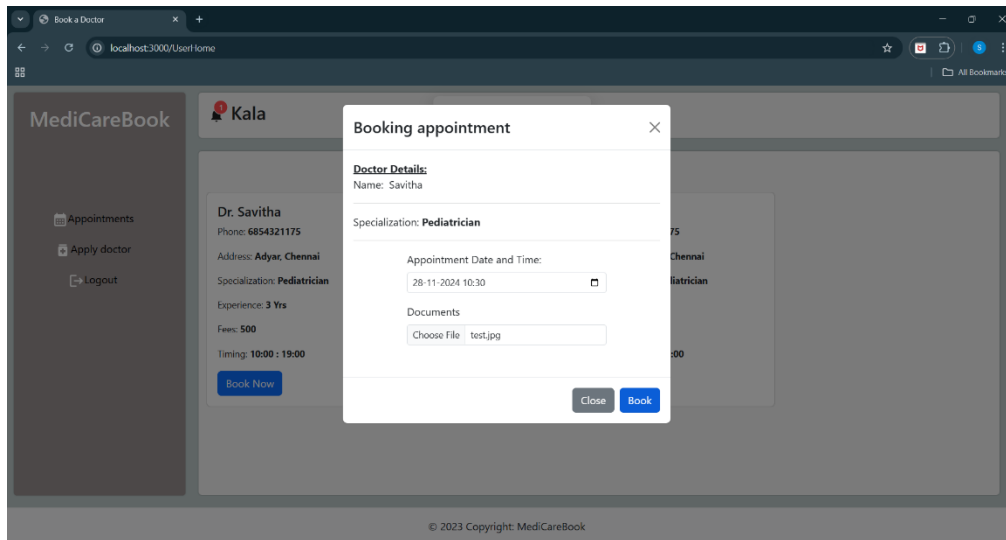 Book a Doctor
localhost:3000/UserHome
S
All Bookmarks
MediCareBook
1
Kala
Appointments
Apply doctor
Logout
Dr. Savitha
Phone: 6854321175
Address: Adyar, Chennai
Specialization: Pediatrician
Experience: 3 Yrs
Fees: 500
Timing: 10:00 : 19:00
Book Now
Booking appointment
Doctor Details:
Name: Savitha
Specialization: Pediatrician
Appointment Date and Time:
28-11-2024 10:30
Documents
Choose File test.jpg
Close Book
75
Chennai
liatrician
:00
© 2023 Copyright: MediCareBook